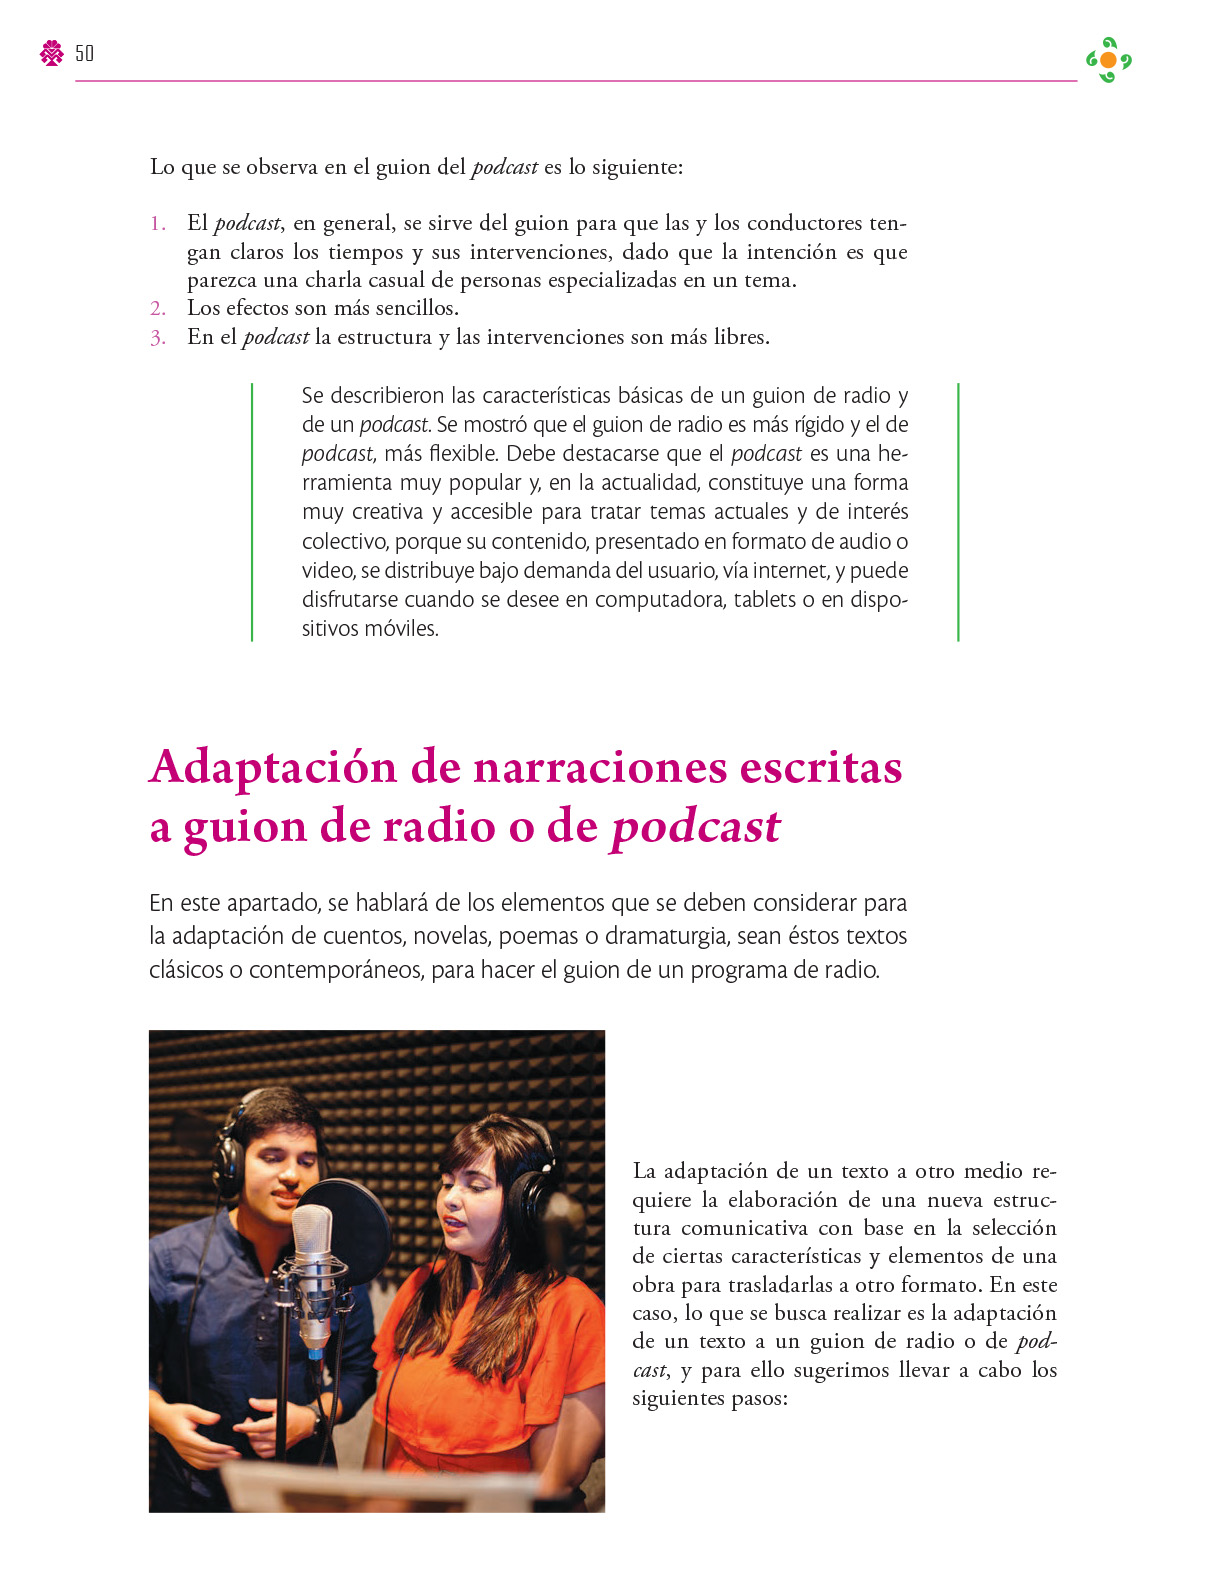 50
Lo que se observa en el guion del podcast es lo siguiente:
1. El podcast, en general, se sirve del guion para que las y los conductores ten-
gan claros los tiempos y sus intervenciones, dado que la intención es que
parezca una charla casual de personas especializadas en un tema.
2. Los efectos son más sencillos.
3. En el podcast la estructura y las intervenciones son más libres.
Se describieron las características básicas de un guion de radio y
de un podcast. Se mostró que el guion de radio es más rígido y el de
podcast, más flexible. Debe destacarse que el podcast es una he-
rramienta muy popular y, en la actualidad, constituye una forma
muy creativa y accesible para tratar temas actuales y de interés
colectivo, porque su contenido, presentado en formato de audio o
video, se distribuye bajo demanda del usuario, vía internet, y puede
disfrutarse cuando se desee en computadora, tablets o en dispo-
sitivos móviles.
Adaptación de narraciones escritas
a guion de radio o de podcast
En este apartado, se hablará de los elementos que se deben considerar para
la adaptación de cuentos, novelas, poemas o dramaturgia, sean éstos textos
clásicos o contemporáneos, para hacer el guion de un programa de radio.
La adaptación de un texto a otro medio re-
quiere la elaboración de una nueva estruc-
tura comunicativa con base en la selección
de ciertas características y elementos de una
obra para trasladarlas a otro formato. En este
caso, lo que se busca realizar es la adaptación
de un texto a un guion de radio o de pod-
cast, y para ello sugerimos llevar a cabo los
siguientes pasos: